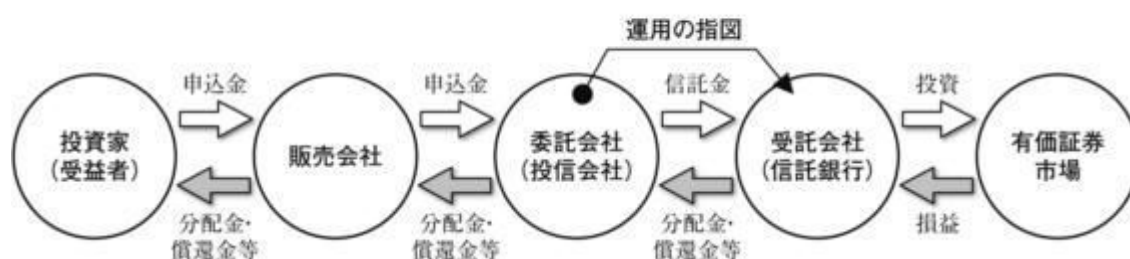 運用の指図
申込金
申込金
信託金
投資
投資家
(受益者)
販売会社
委託会社
(投信会社)
受託会社
(信託銀行)
有価証券
市場
分配金・
償還金等
分配金・
償還金等
分配金・
償還金等
損益